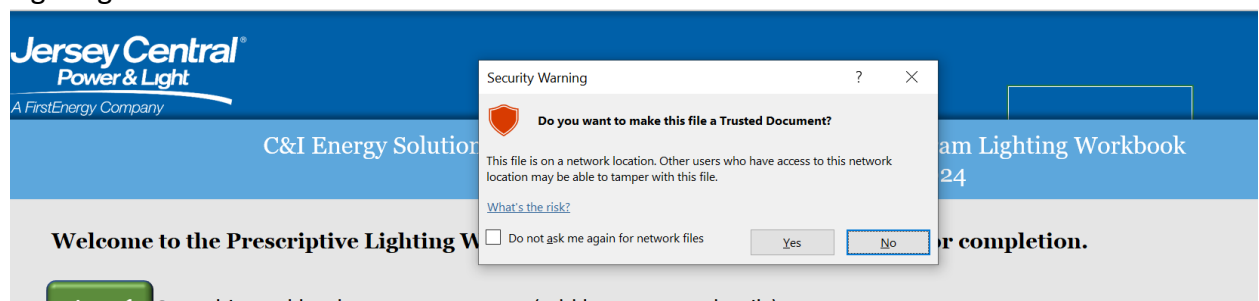 Jersey Central®
Power & Light
A FirstEnergy Company
Security Warning ? ×
Do you want to make this file a Trusted Document?
This file is on a network location. Other users who have access to this network
location may be able to tamper with this file.
What's the risk?
Do not ask me again for network files Yes No
C&I Energy Solution am Lighting Workbook
24
Welcome to the Prescriptive Lighting W r completion.